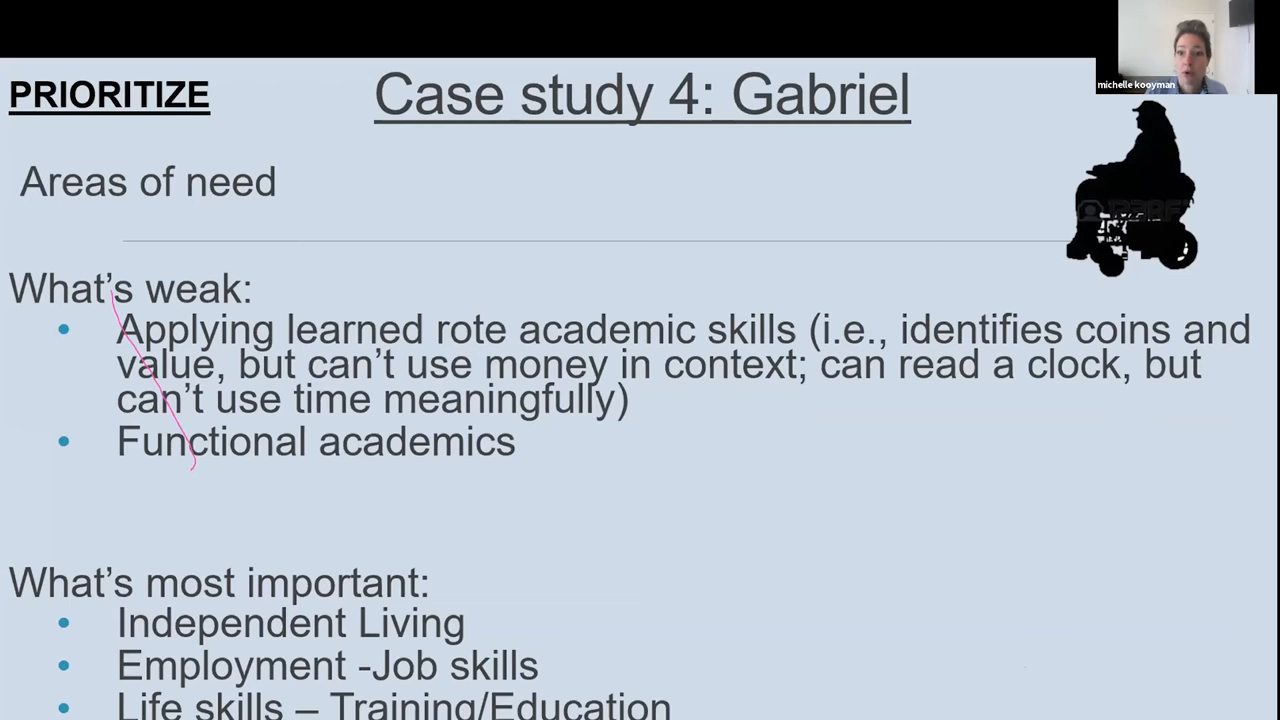 michelle kooyman
PRIORITIZE
Case study 4: Gabriel
Areas of need
What’s weak:
• Applying learned rote academic skills (i.e., identifies coins and
value, but can’t use money in context; can read a clock, but
can’t use time meaningfully)
• Functional academics
What’s most important:
• Independent Living
• Employment -Job skills
• Life skills – Training/Education